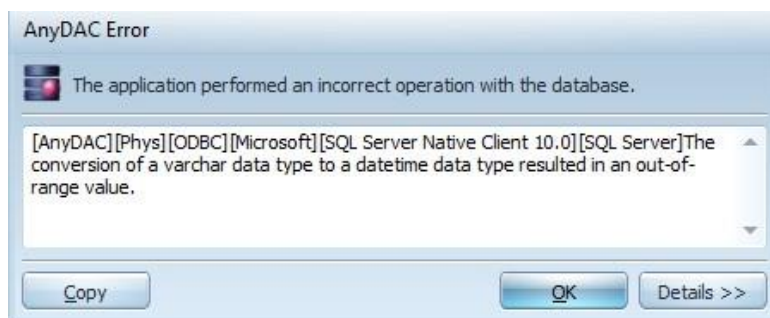 AnyDAC Error
The application performed an incorrect operation with the database.
[AnyDAC][Phys][ODBC][Microsoft][SQL Server Native Client 10.0][SQL Server]The
conversion of a varchar data type to a datetime data type resulted in an out-of-
range value.
Copy
OK
Details >>